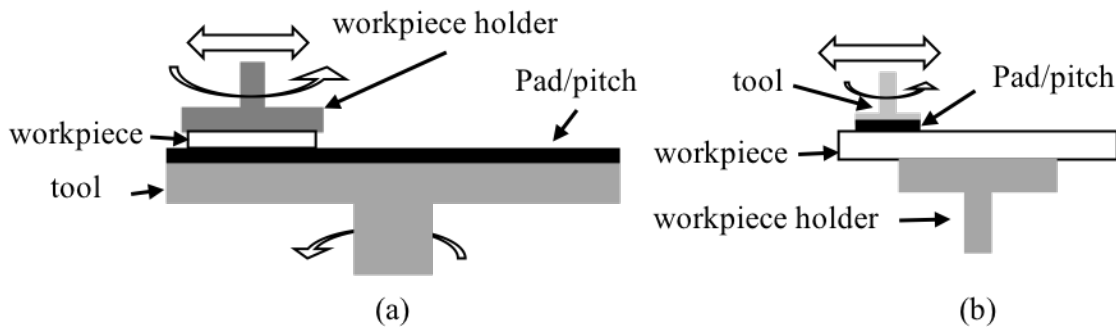 workpiece holder
Pad/pitch
workpiece
tool
(a)
tool
Pad/pitch
workpiece
workpiece holder
(b)